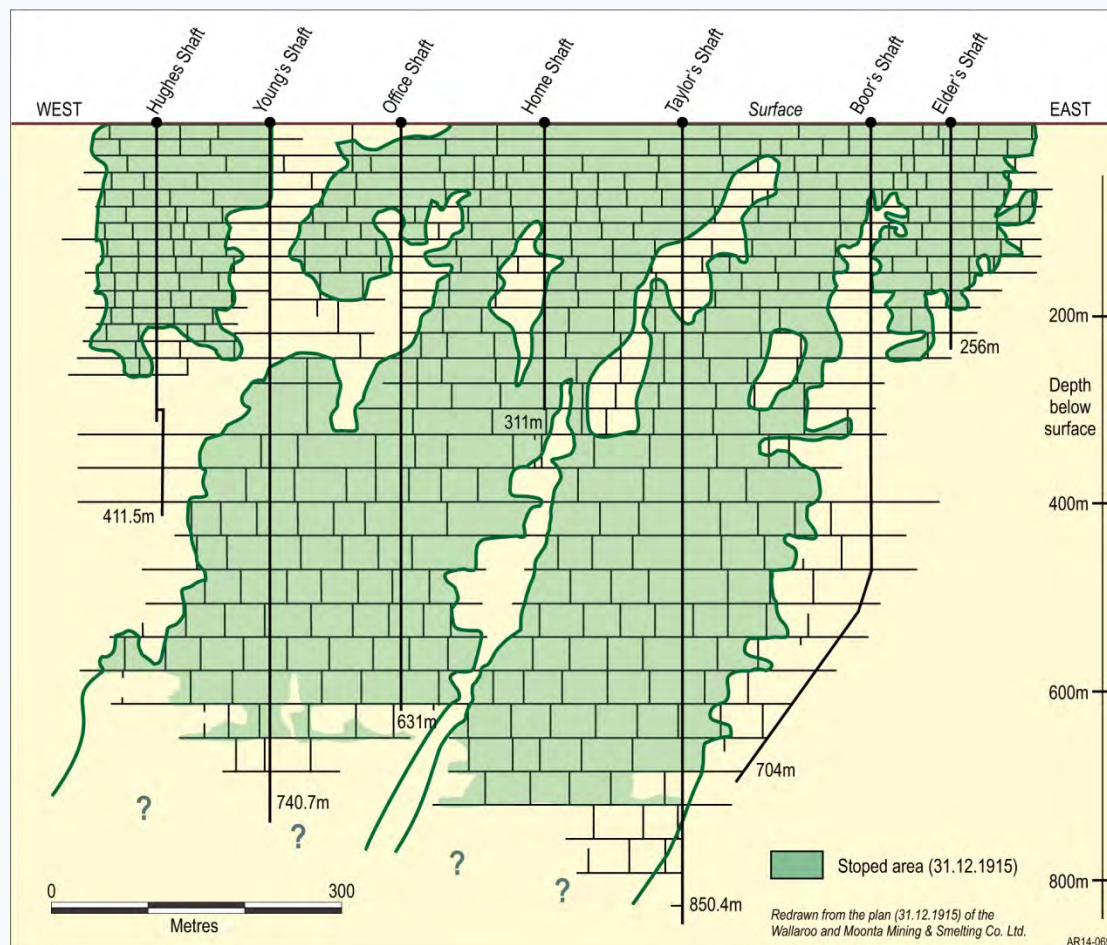 Hughes Shaft
Young's Shaft
Office Shaft
Home Shaft
Taylor's Shaft
Boor's Shaft
Elder's Shaft
WEST
Surface
EAST
200m
256m
Depth
below
surface
311m
400m
411.5m
600m
631m
704m
?
740.7m
?
?
?
Stoped area (31.12.1915)
800m
0
300
Metres
850.4m
Redrawn from the plan (31.12.1915) of the
Wallaroo and Moonta Mining & Smelting Co. Ltd.